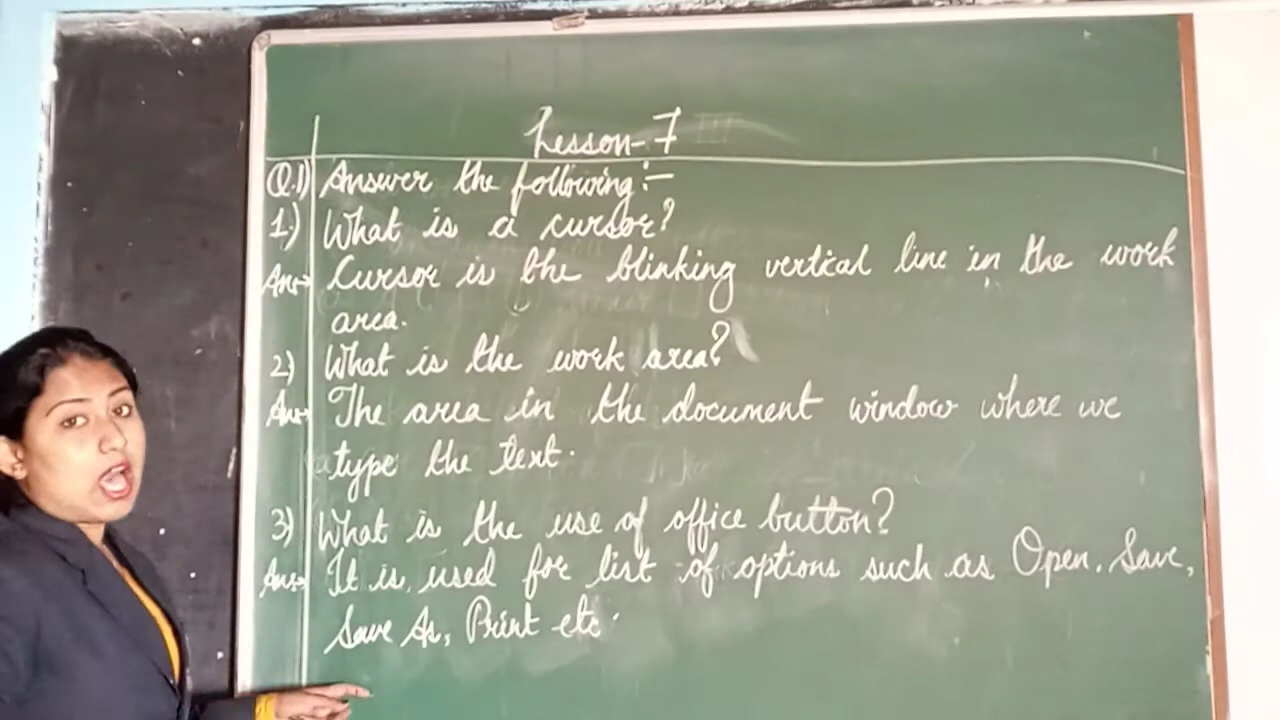 Lesson-7
Q.1) Answer the following:-
1.) What is a cursor?
Ans→ Cursor is the blinking vertical line in the work
area.
2) What is the work area?
Ans→ The area in the document window where we
type the text.
3) What is the use of office button?
Ans→ It is used for list of options such as Open, Save,
Save As, Print etc.